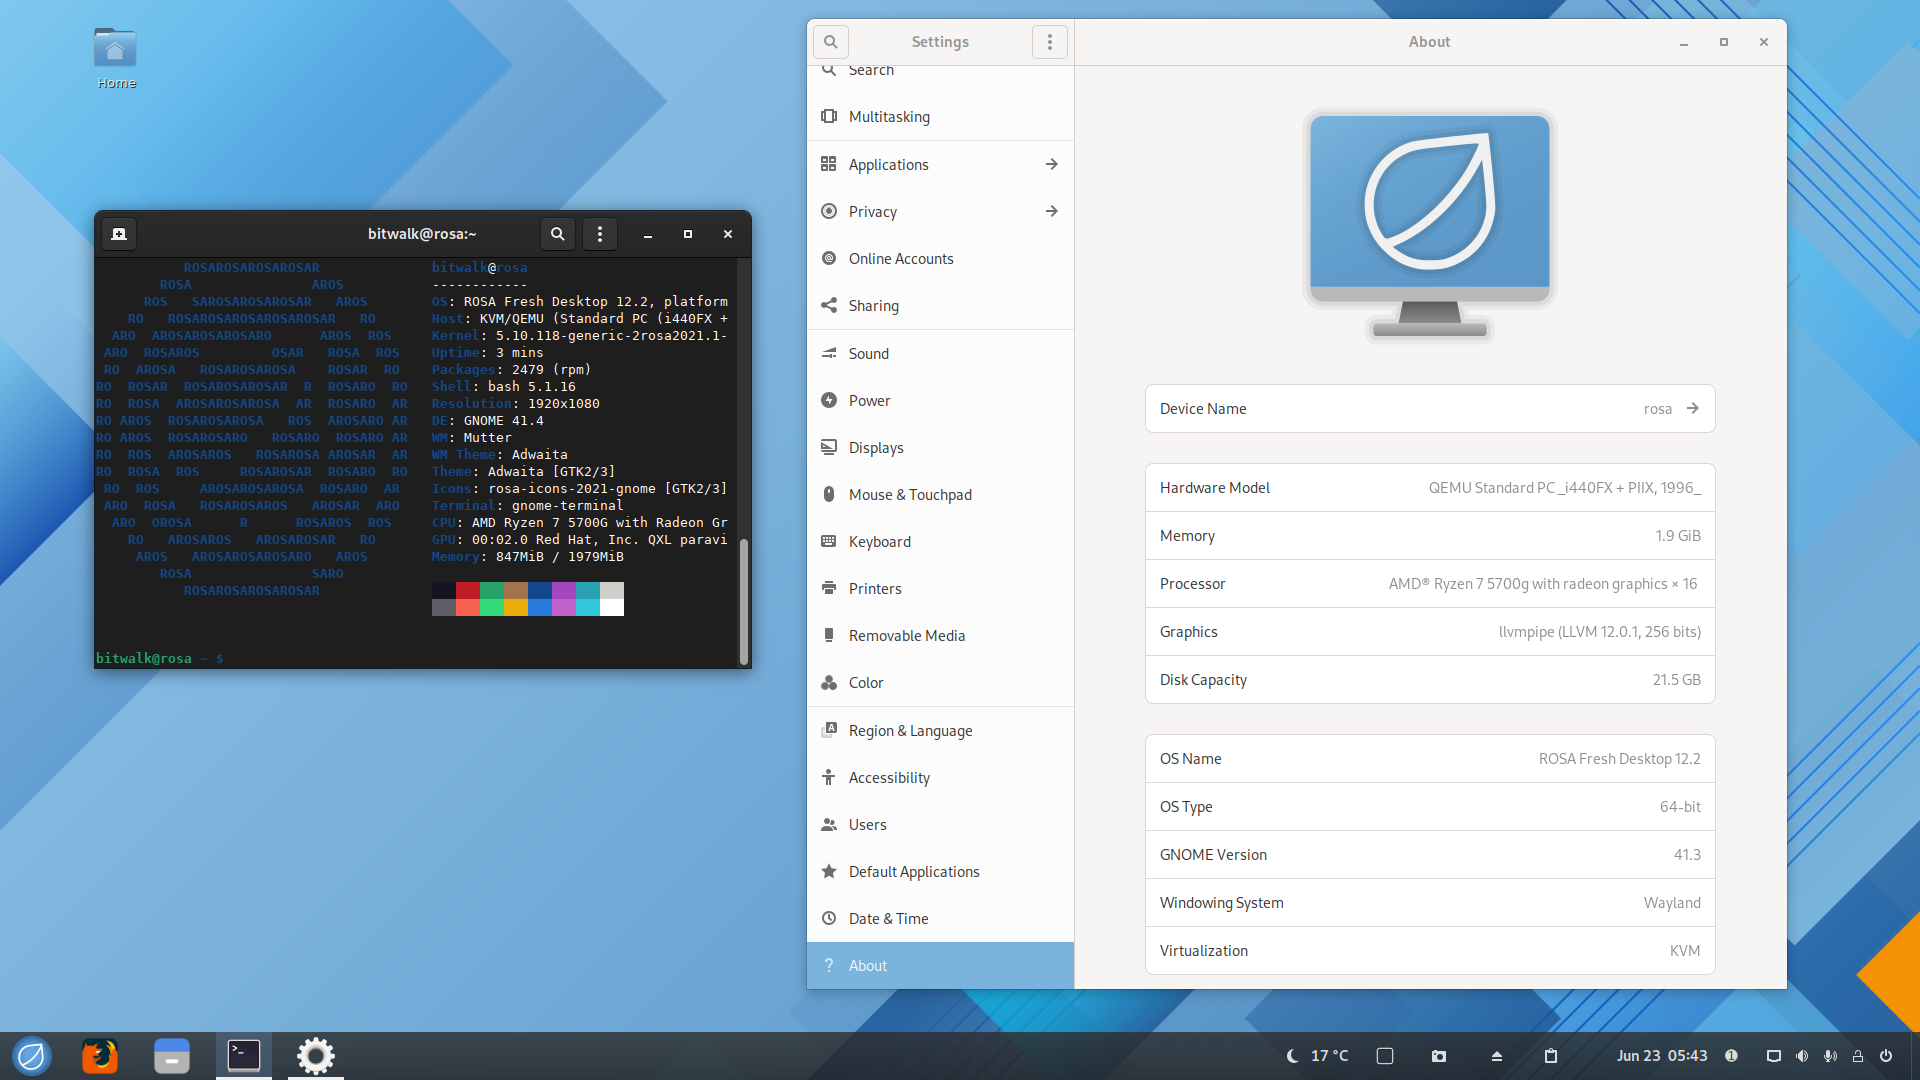 Home
bitwalk@rosa:~
ROSAROSAROSAROSAR
ROSA               AROS
ROS   SAROSAROSAROSAR   AROS
RO   ROSAROSAROSAROSAROSAR   RO
ARO  AROSAROSAROSARO      AROS  ROS
ARO  ROSAROS         OSAR   ROSA  ROS
RO  AROSA   ROSAROSAROSA    ROSAR  RO
RO  ROSAR  ROSAROSAROSAR  R  ROSARO  RO
RO  ROSA  AROSAROSAROSA  AR  ROSARO  AR
RO AROS  ROSAROSAROSA   ROS  AROSARO AR
RO AROS  ROSAROSARO   ROSARO  ROSARO AR
RO  ROS  AROSAROS   ROSAROSA AROSAR  AR
RO  ROSA  ROS     ROSAROSAR  ROSARO  RO
RO  ROS     AROSAROSAROSA  ROSARO  AR
ARO  ROSA   ROSAROSAROS   AROSAR  ARO
ARO  OROSA      R      ROSAROS  ROS
RO   AROSAROS   AROSAROSAR   RO
AROS   AROSAROSAROSARO   AROS
ROSA               SARO
ROSAROSAROSAROSAR
bitwalk@rosa
------------
OS: ROSA Fresh Desktop 12.2, platform
Host: KVM/QEMU (Standard PC (i440FX +
Kernel: 5.10.118-generic-2rosa2021.1-
Uptime: 3 mins
Packages: 2479 (rpm)
Shell: bash 5.1.16
Resolution: 1920x1080
DE: GNOME 41.4
WM: Mutter
WM Theme: Adwaita
Theme: Adwaita [GTK2/3]
Icons: rosa-icons-2021-gnome [GTK2/3]
Terminal: gnome-terminal
CPU: AMD Ryzen 7 5700G with Radeon Gr
GPU: 00:02.0 Red Hat, Inc. QXL paravi
Memory: 847MiB / 1979MiB
bitwalk@rosa ~ $
Settings
Search
Multitasking
Applications
Privacy
Online Accounts
Sharing
Sound
Power
Displays
Mouse & Touchpad
Keyboard
Printers
Removable Media
Color
Region & Language
Accessibility
Users
Default Applications
Date & Time
About
About
Device Name rosa
Hardware Model QEMU Standard PC _i440FX + PIIX, 1996_
Memory 1.9 GiB
Processor AMD® Ryzen 7 5700g with radeon graphics × 16
Graphics llvmpipe (LLVM 12.0.1, 256 bits)
Disk Capacity 21.5 GB
OS Name ROSA Fresh Desktop 12.2
OS Type 64-bit
GNOME Version 41.3
Windowing System Wayland
Virtualization KVM
17 °C
Jun 23 05:43
1